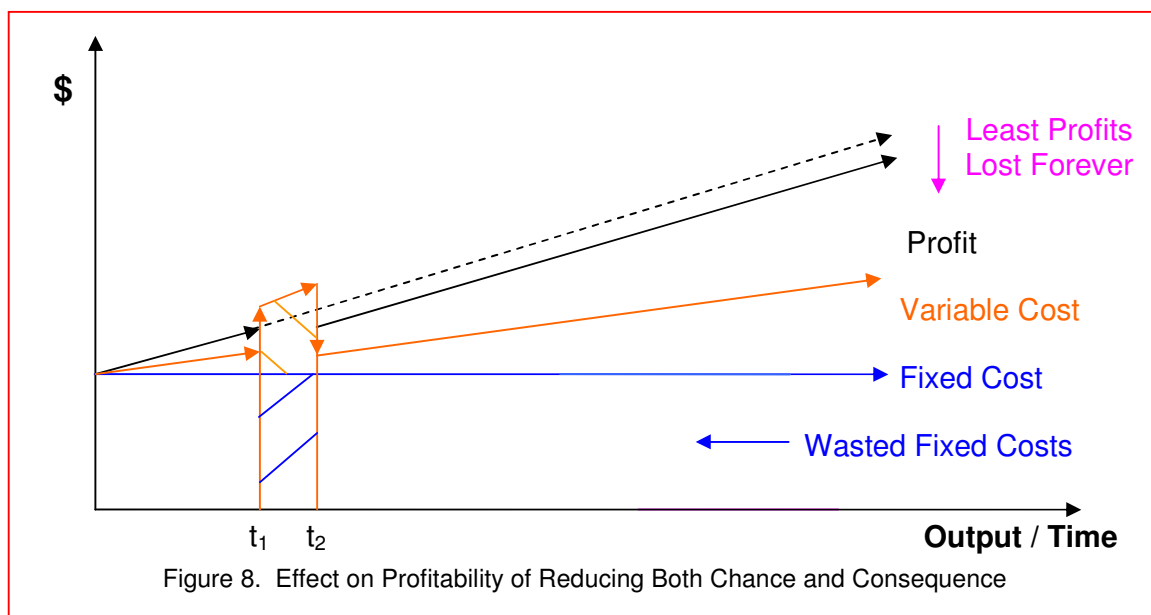 $
Least Profits
Lost Forever
Profit
Variable Cost
Fixed Cost
Wasted Fixed Costs
t₁ t₂
Output / Time
Figure 8. Effect on Profitability of Reducing Both Chance and Consequence